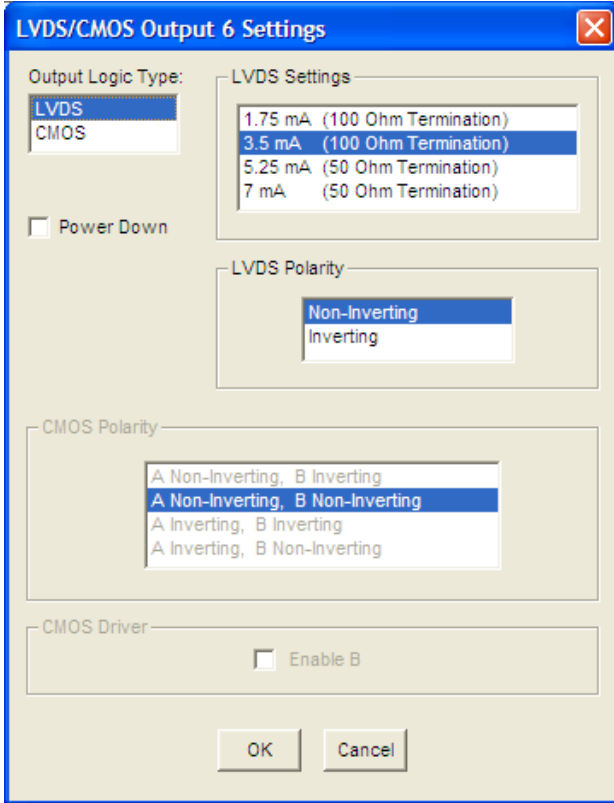 LVDS/CMOS Output 6 Settings
Output Logic Type:
LVDS
CMOS
Power Down
LVDS Settings
1.75 mA (100 Ohm Termination)
3.5 mA (100 Ohm Termination)
5.25 mA (50 Ohm Termination)
7 mA (50 Ohm Termination)
LVDS Polarity
Non-Inverting
Inverting
CMOS Polarity
A Non-Inverting, B Inverting
A Non-Inverting, B Non-Inverting
A Inverting, B Inverting
A Inverting, B Non-Inverting
CMOS Driver
Enable B
OK
Cancel